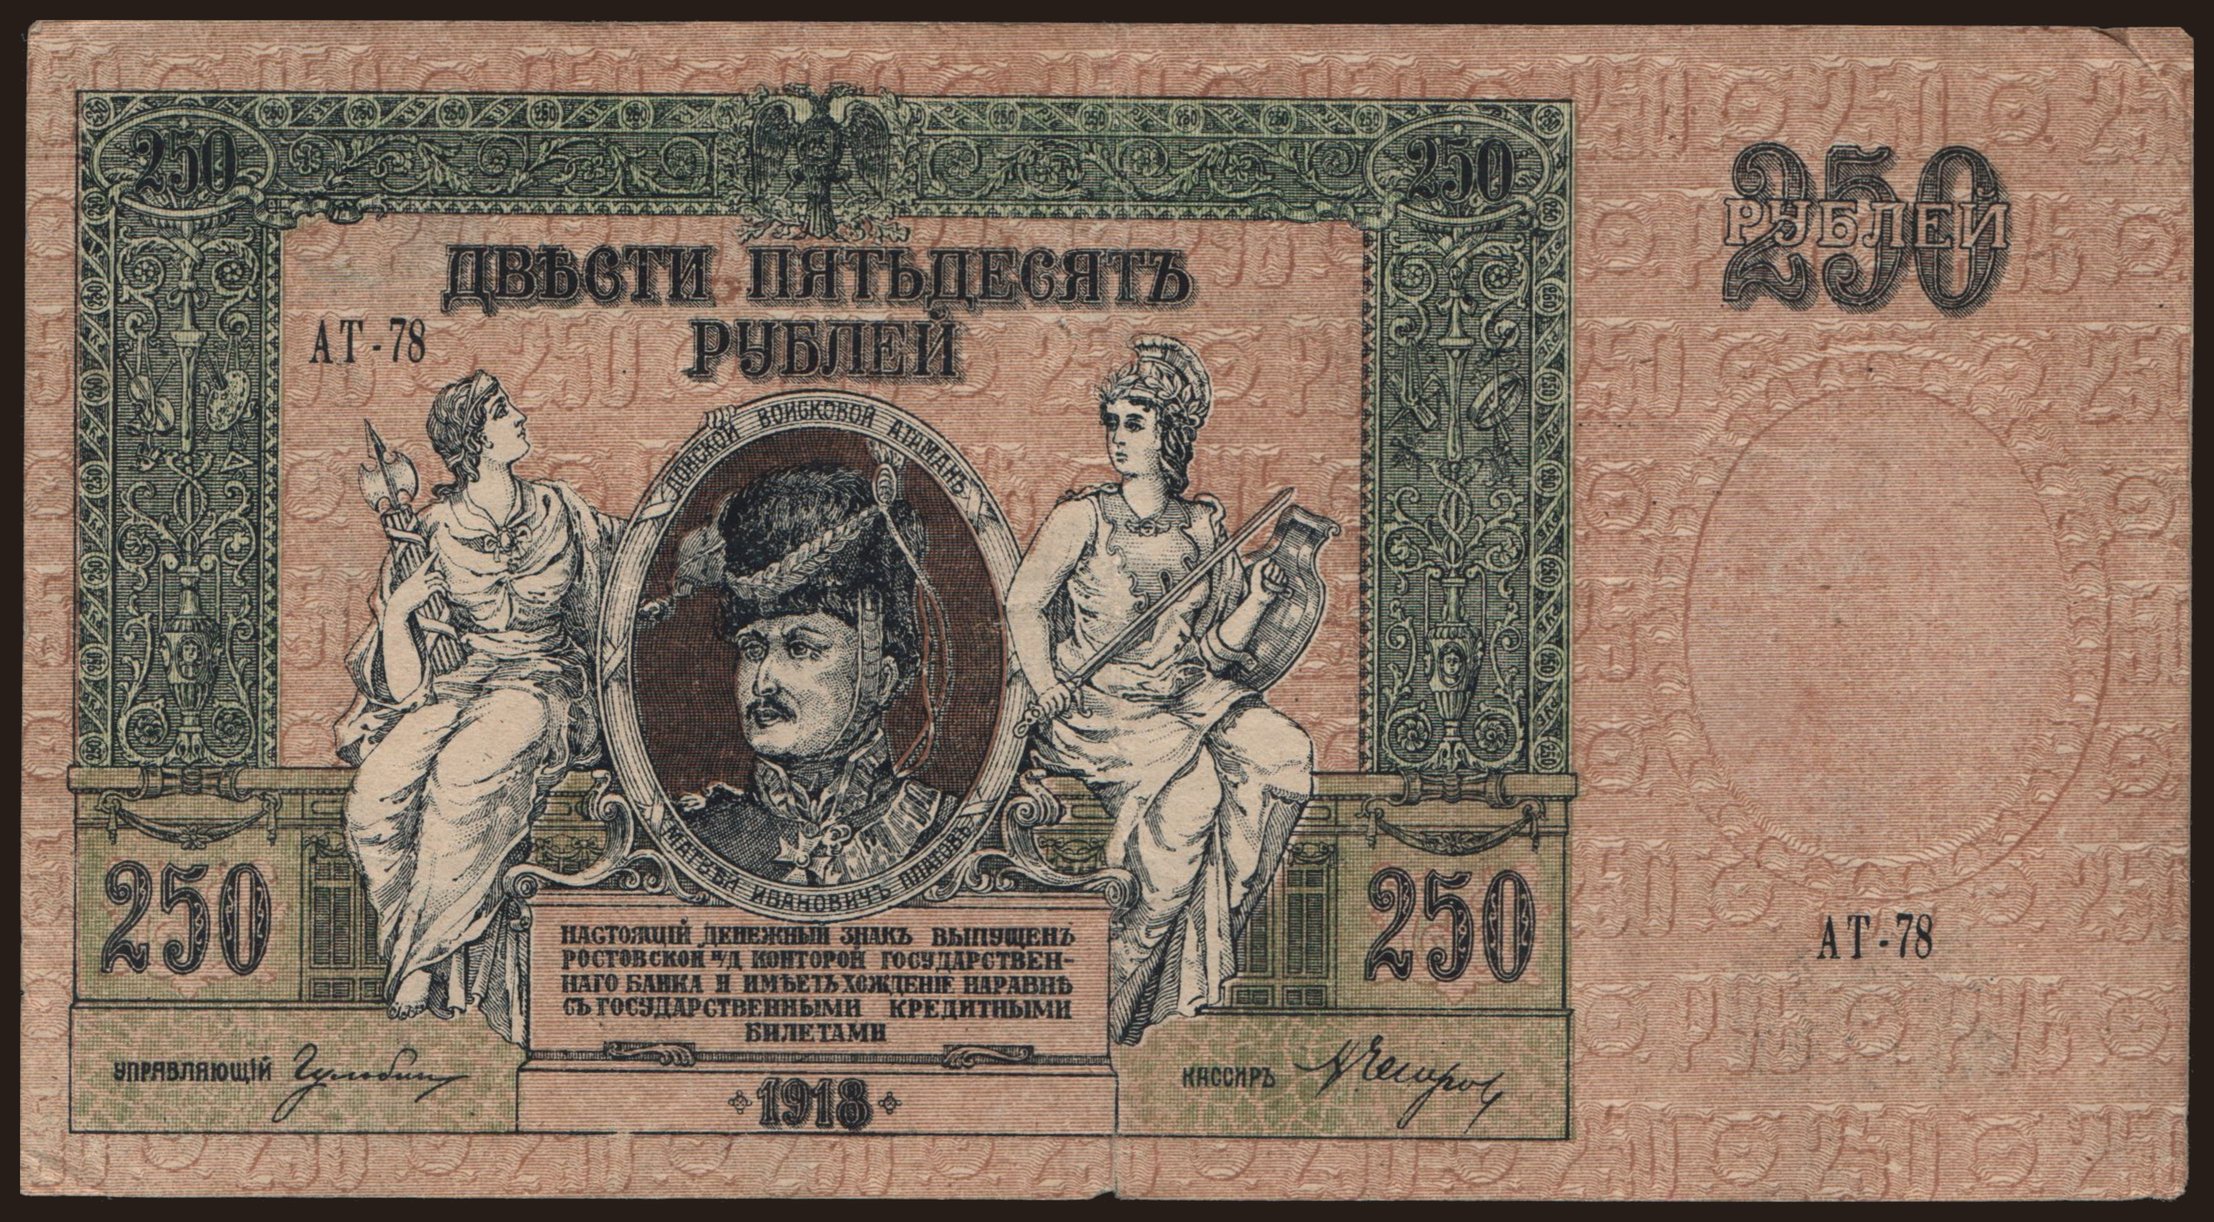 250
250
250
РУБЛЕЙ
ДВѢСТИ ПЯТЬДЕСЯТЪ
РУБЛЕЙ
АТ-78
ДОНСКОЙ ВОЙСКОВОЙ АТАМАНЪ
МАТВѢЙ ИВАНОВИЧЪ ПЛАТОВЪ
250
250
НАСТОЯЩІЙ ДЕНЕЖНЫЙ ЗНАКЪ ВЫПУЩЕНЪ
РОСТОВСКОЙ Н/Д КОНТОРОЙ ГОСУДАРСТВЕН-
НАГО БАНКА И ИМѢЕТЪ ХОЖДЕНІЕ НАРАВНѢ
СЪ ГОСУДАРСТВЕННЫМИ КРЕДИТНЫМИ
БИЛЕТАМИ
АТ-78
УПРАВЛЯЮЩІЙ
КАССИРЪ
1918